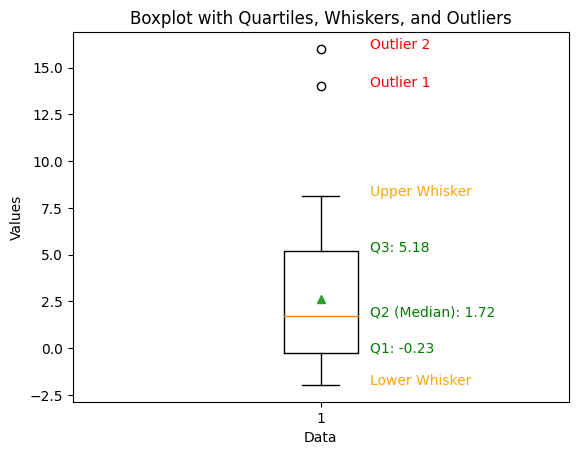 Boxplot with Quartiles, Whiskers, and Outliers
Outlier 2
15.0
Outlier 1
12.5
10.0
Upper Whisker
7.5
Values
Q3: 5.18
5.0
2.5
Q2 (Median): 1.72
0.0
Q1: -0.23
Lower Whisker
−2.5
1
Data